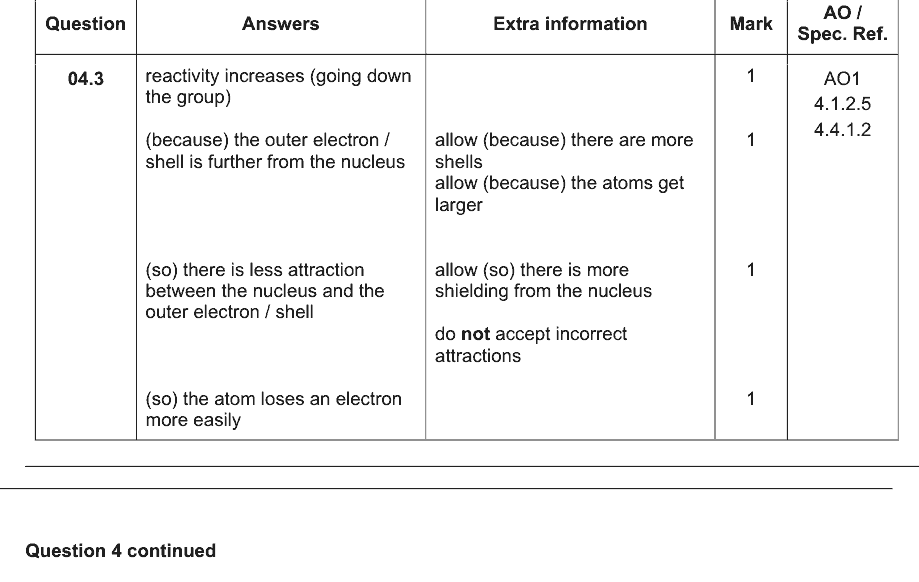 Question Answers Extra information Mark AO /
Spec. Ref.
04.3 reactivity increases (going down 1 AO1
the group)
4.1.2.5
4.4.1.2
(because) the outer electron / allow (because) there are more 1
shell is further from the nucleus shells
allow (because) the atoms get
larger
(so) there is less attraction allow (so) there is more 1
between the nucleus and the shielding from the nucleus
outer electron / shell
do not accept incorrect
attractions
(so) the atom loses an electron 1
more easily
Question 4 continued